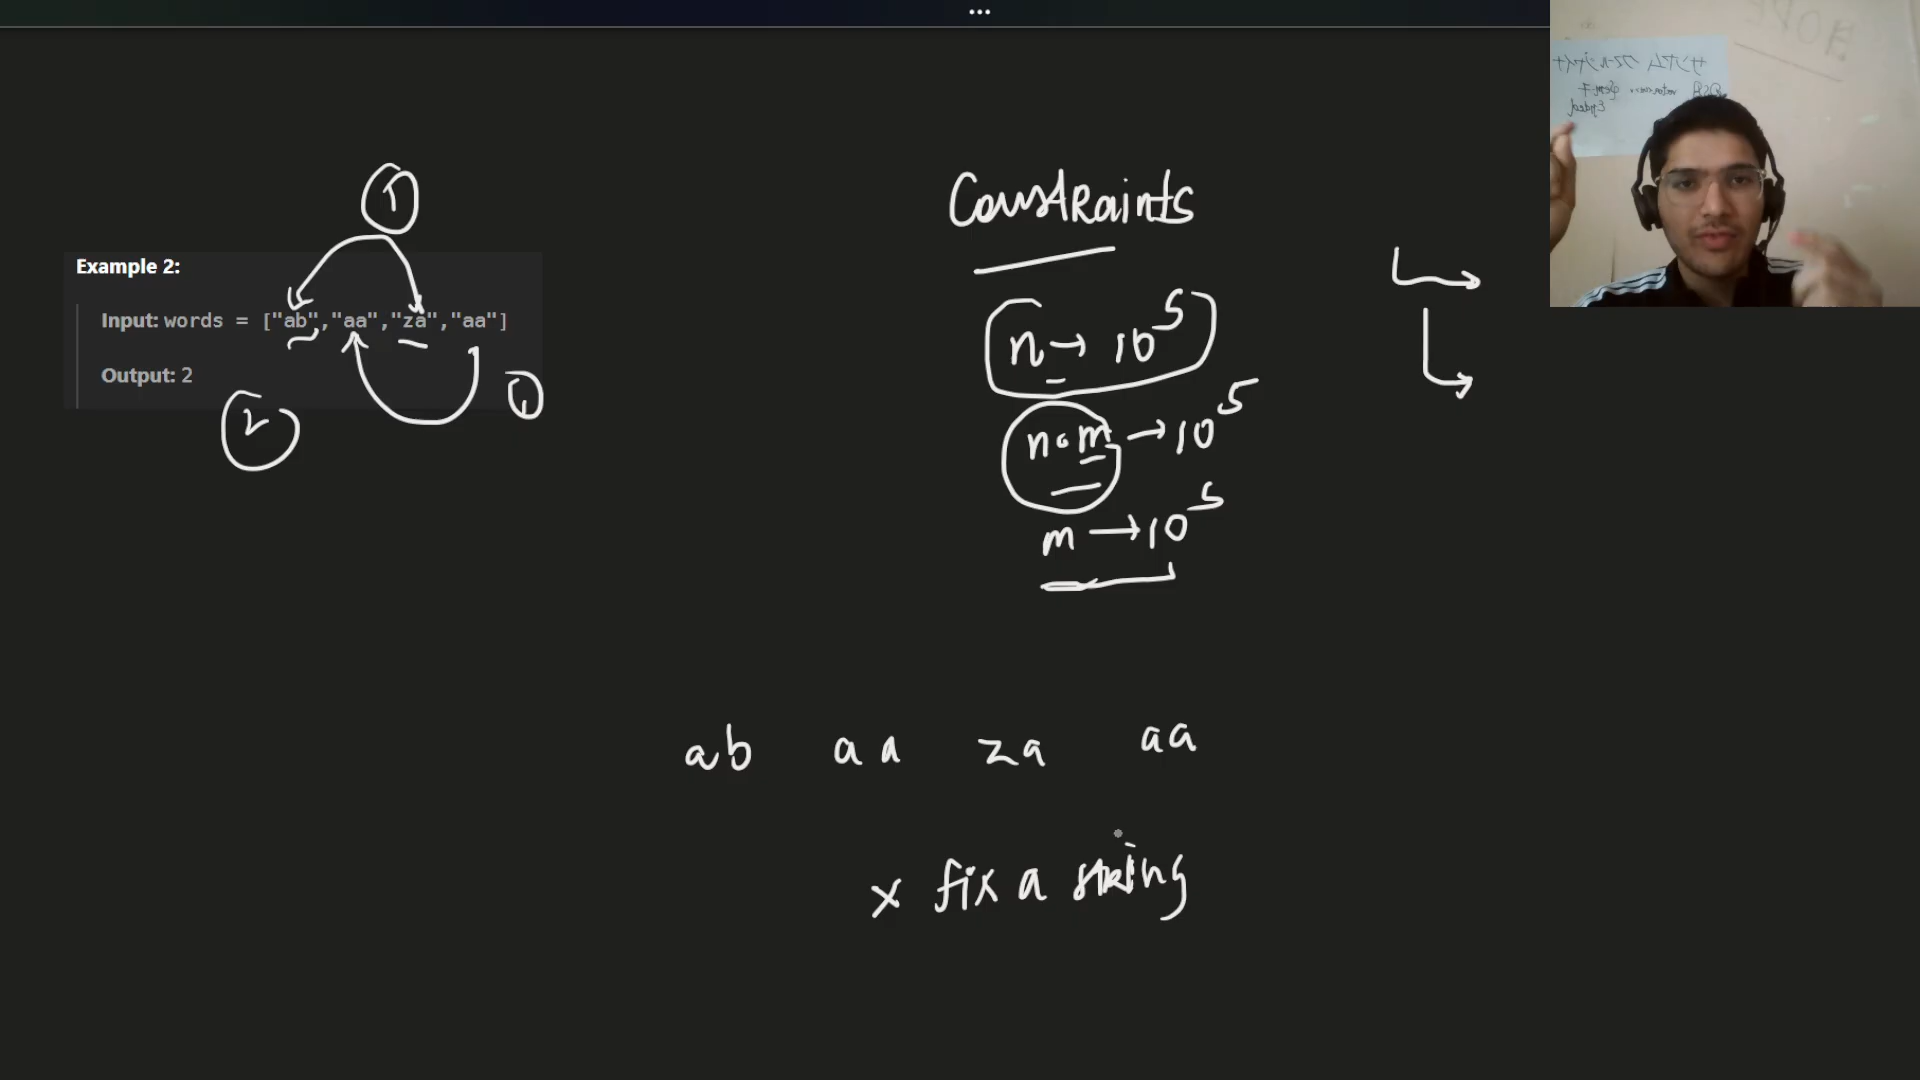 ...
Constraints
①
Example 2:
Input: words = ["ab","aa","za","aa"]
Output: 2
n → 10^5
①
②
n·m → 10^5
m → 10^5
ab aa za aa
x fix a string